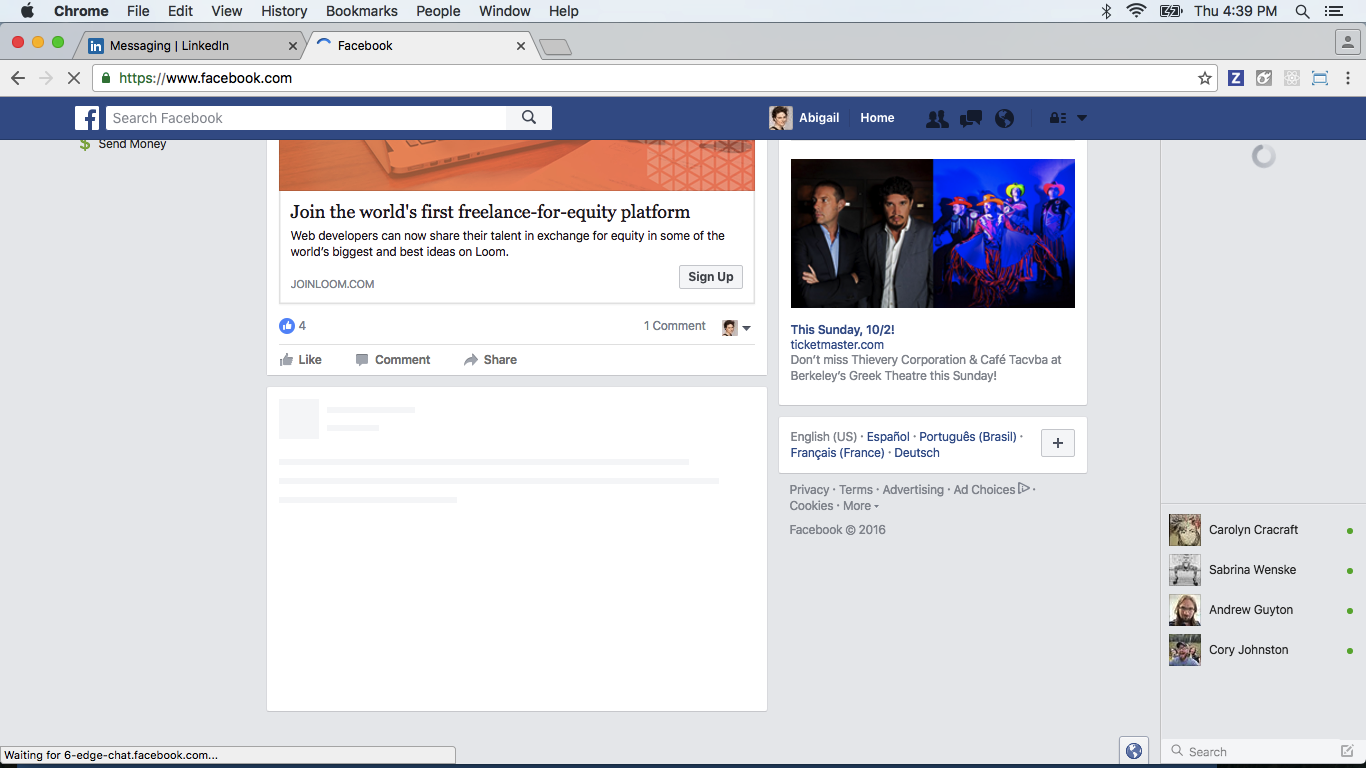 Chrome File Edit View History Bookmarks People Window Help
Thu 4:39 PM
Messaging | LinkedIn
Facebook
https://www.facebook.com
Search Facebook
Abigail
Home
Send Money
Join the world's first freelance-for-equity platform
Web developers can now share their talent in exchange for equity in some of the
world's biggest and best ideas on Loom.
JOINLOOM.COM
Sign Up
4
1 Comment
Like Comment Share
This Sunday, 10/2!
ticketmaster.com
Don't miss Thievery Corporation & Café Tacvba at
Berkeley's Greek Theatre this Sunday!
English (US) · Español · Português (Brasil) ·
Français (France) · Deutsch
Privacy · Terms · Advertising · Ad Choices ·
Cookies · More
Facebook © 2016
Carolyn Cracraft
Sabrina Wenske
Andrew Guyton
Cory Johnston
Search
Waiting for 6-edge-chat.facebook.com...